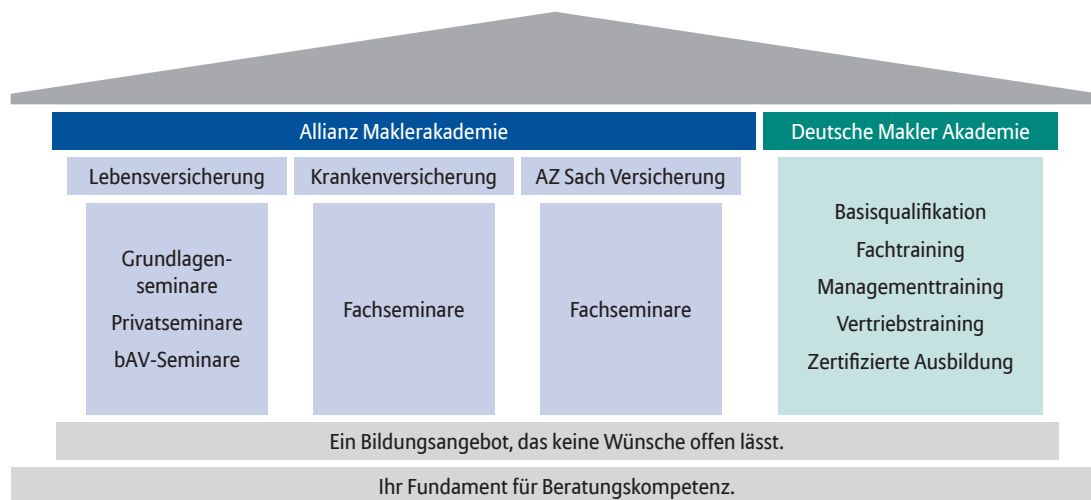 Allianz Maklerakademie
Deutsche Makler Akademie
Lebensversicherung
Krankenversicherung
AZ Sach Versicherung
Grundlagen-
seminare
Privatseminare
bAV-Seminare
Fachseminare
Fachseminare
Basisqualifikation
Fachtraining
Managementtraining
Vertriebstraining
Zertifizierte Ausbildung
Ein Bildungsangebot, das keine Wünsche offen lässt.
Ihr Fundament für Beratungskompetenz.